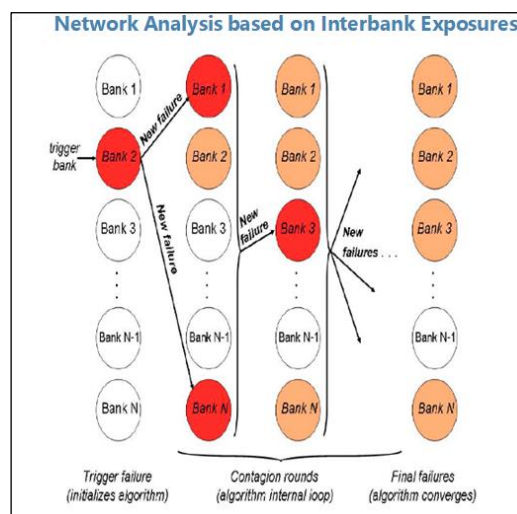 Network Analysis based on Interbank Exposures
Bank 1
Bank 2
Bank 3
Bank N-1
Bank N
trigger
bank
New failure
New failure
Bank 1
Bank 2
Bank 3
Bank N-1
Bank N
New
failure
Bank 1
Bank 2
Bank 3
Bank N-1
Bank N
New
failures . . .
Bank 1
Bank 2
Bank 3
Bank N-1
Bank N
Trigger failure
(initializes algorithm)
Contagion rounds
(algorithm internal loop)
Final failures
(algorithm converges)